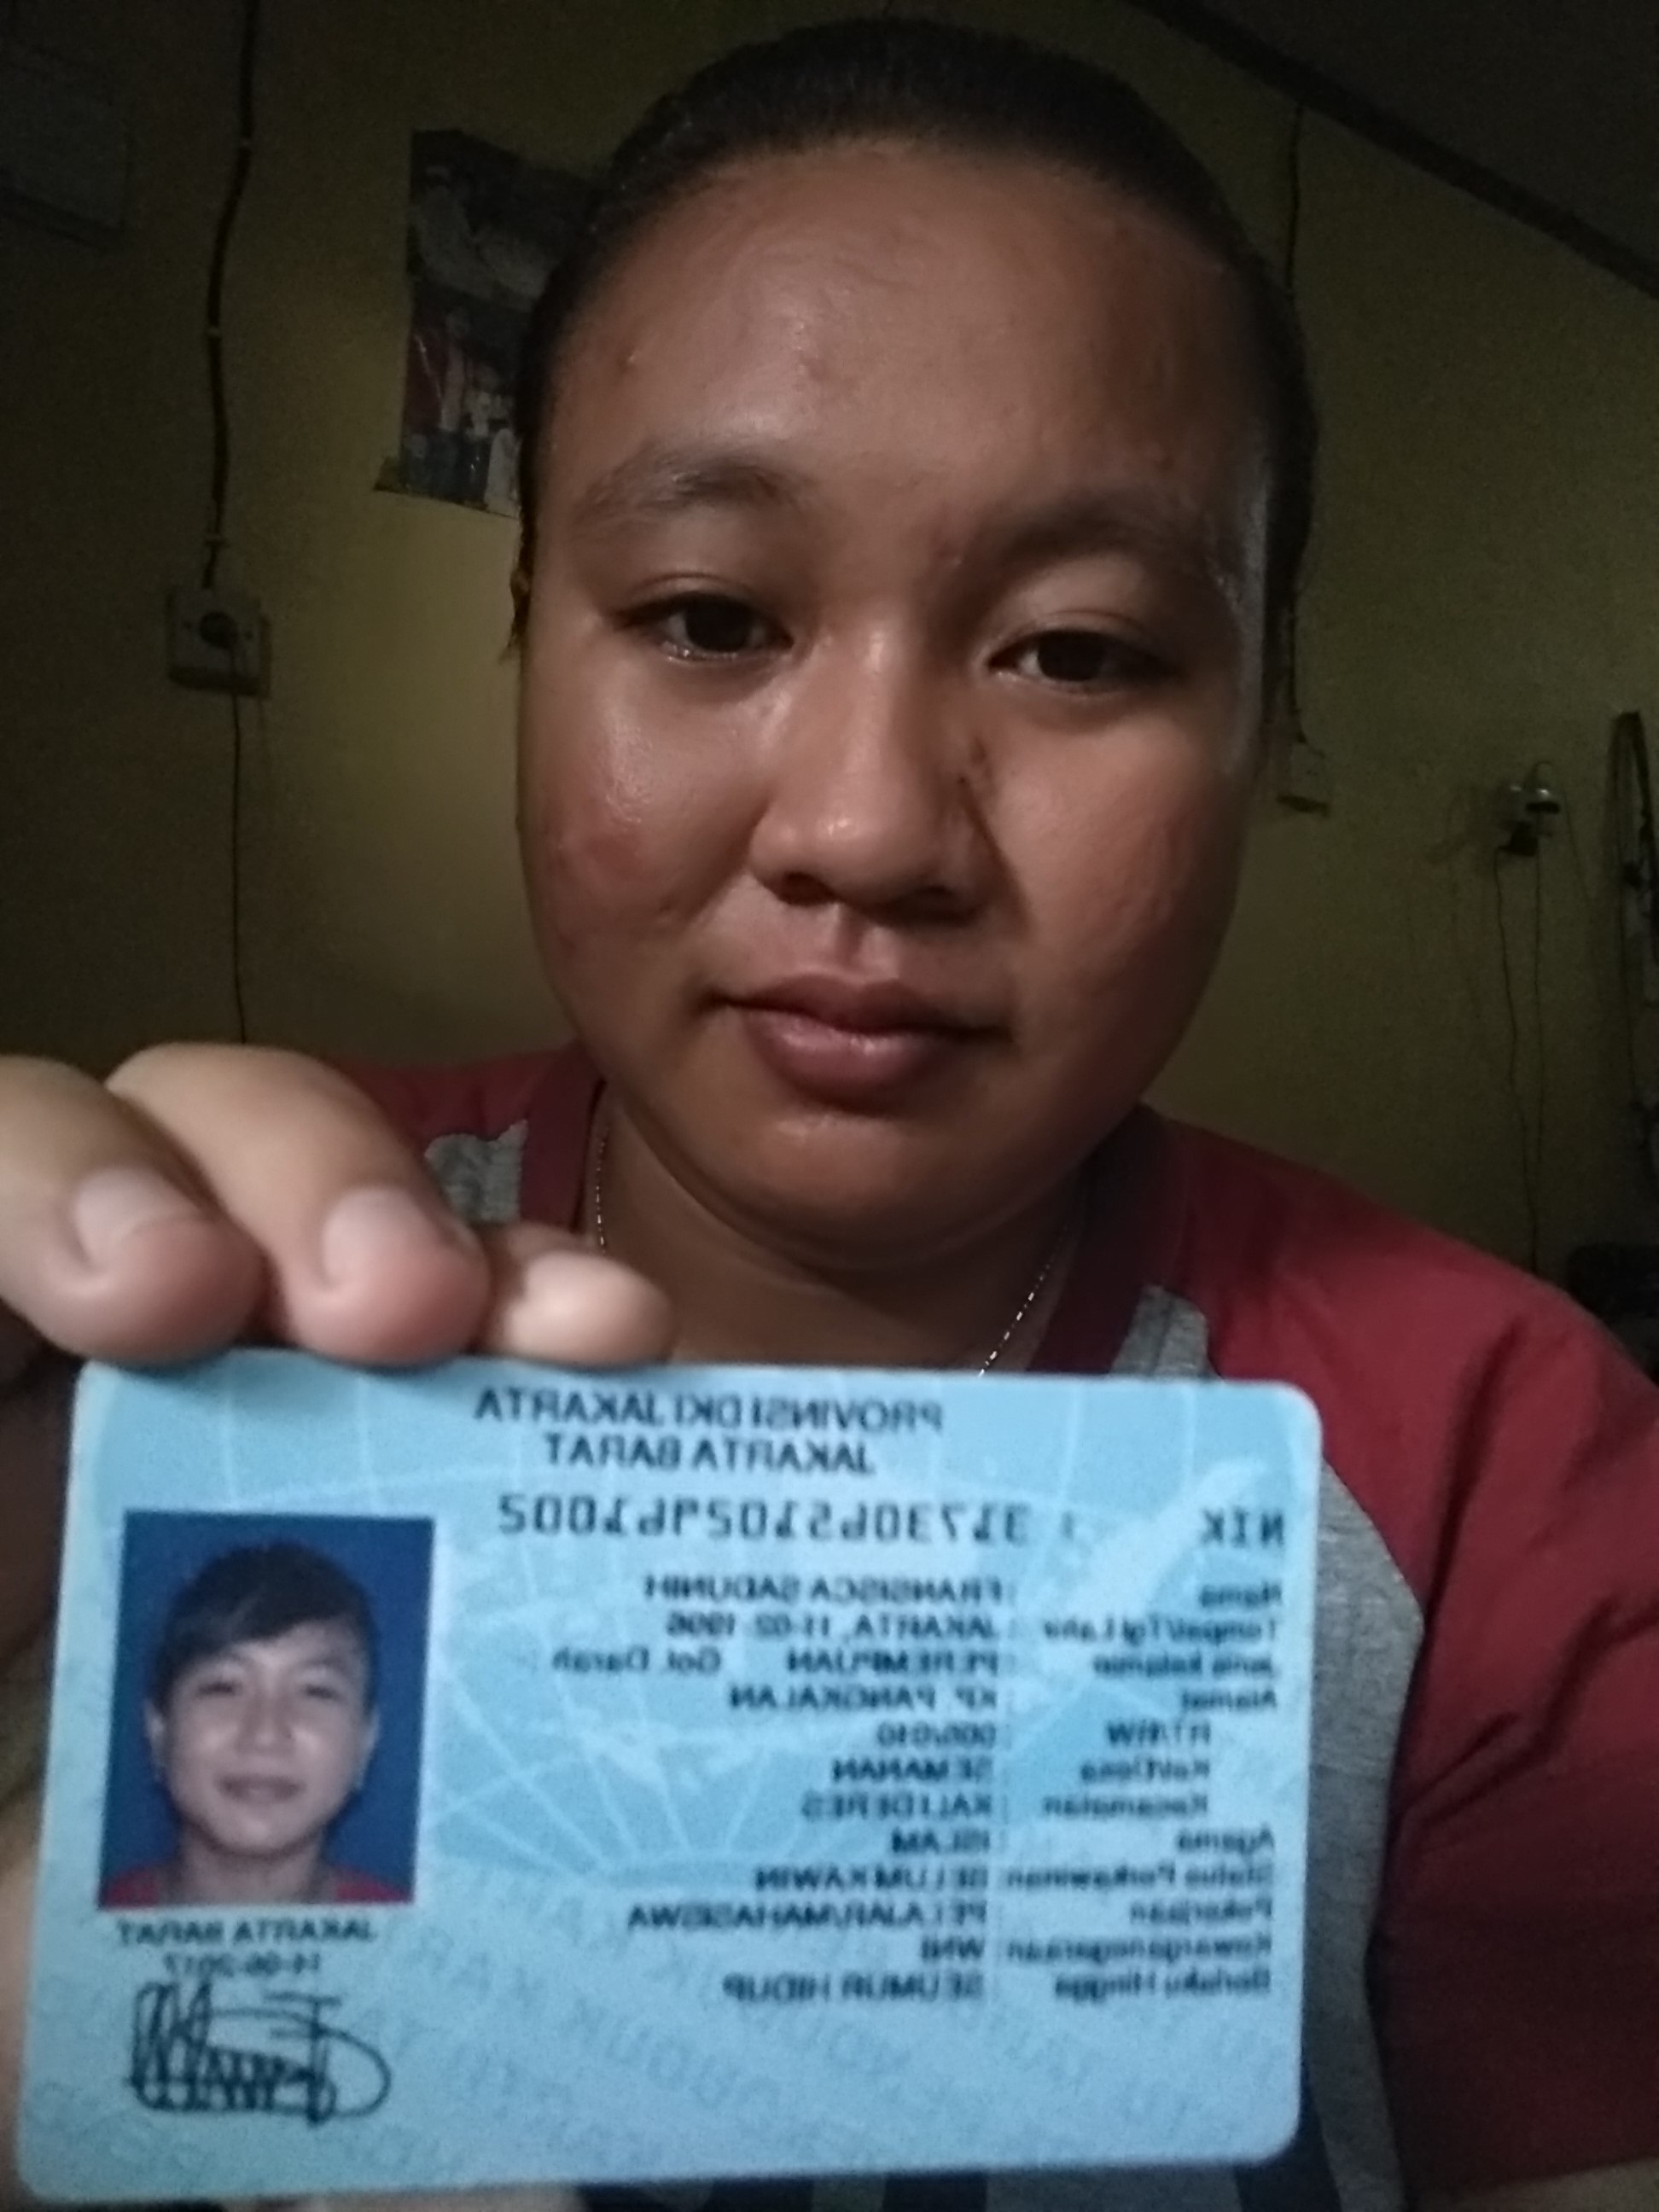 PROVINSI DKI JAKARTA
JAKARTA BARAT
NIK : 3173065102961002
Nama : FRANSISCA SADUNIH
Tempat/Tgl Lahir : JAKARTA, 11-02-1996
Jenis kelamin : PEREMPUAN Gol. Darah :
Alamat : KP PANGKALAN
RT/RW :
Kel/Desa : SEMANAN
Kecamatan : KALIDERES
Agama : ISLAM
Status Perkawinan: BELUM KAWIN
Pekerjaan : PELAJAR/MAHASISWA
Kewarganegaraan: WNI
Berlaku Hingga : SEUMUR HIDUP
JAKARTA BARAT
14-06-2017